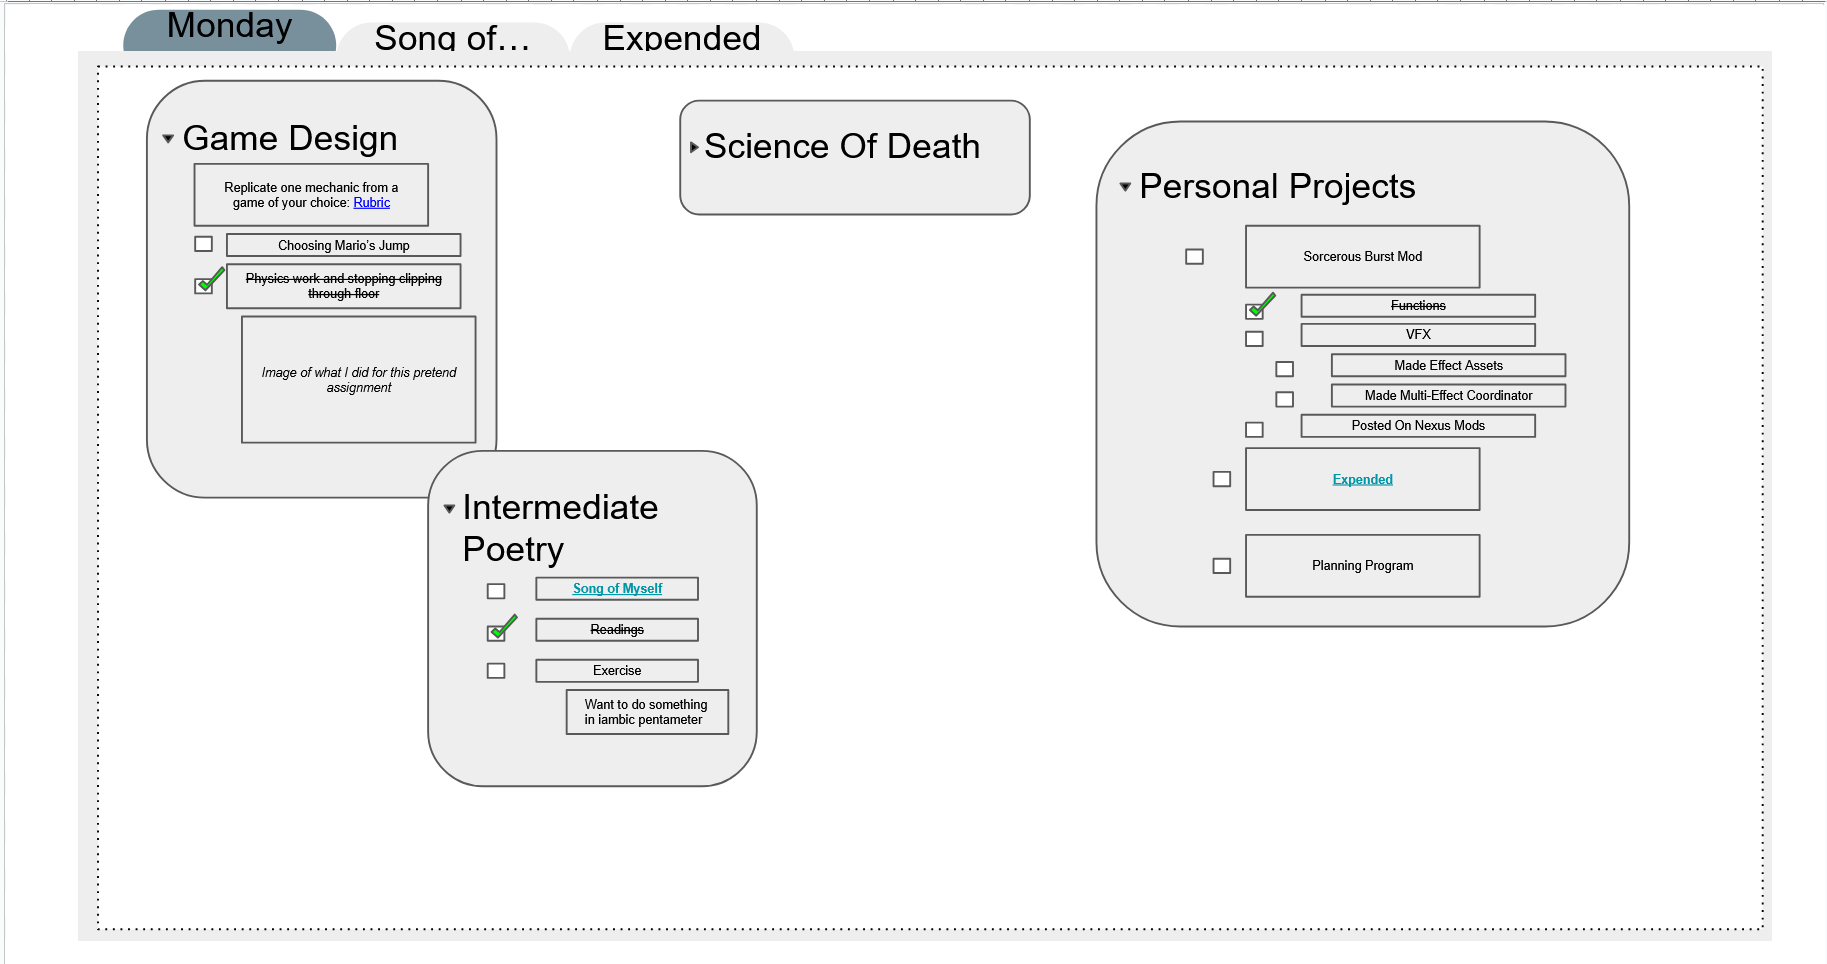 Monday
Song of...
Expended
Game Design
Replicate one mechanic from a
game of your choice: Rubric
Choosing Mario's Jump
Physics work and stopping clipping
through floor
Image of what I did for this pretend
assignment
Intermediate
Poetry
Song of Myself
Readings
Exercise
Want to do something
in iambic pentameter
Science Of Death
Personal Projects
Sorcerous Burst Mod
Functions
VFX
Made Effect Assets
Made Multi-Effect Coordinator
Posted On Nexus Mods
Expended
Planning Program